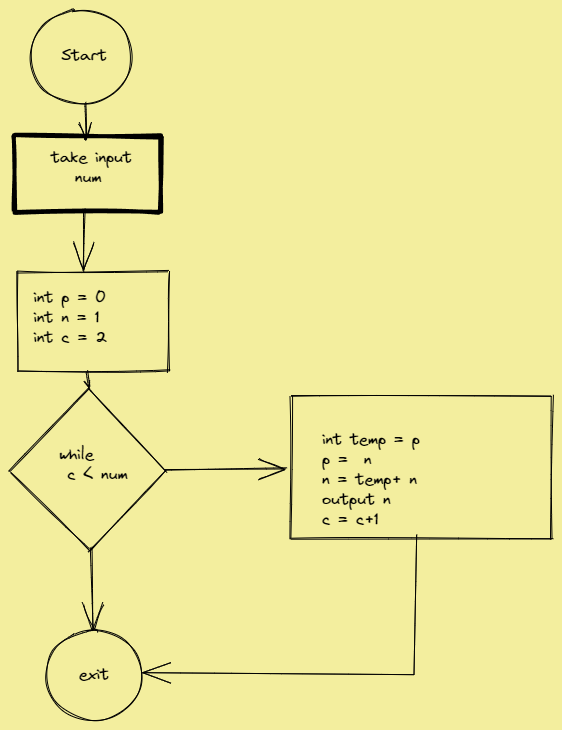 Start
take input
num
int p = 0
int n = 1
int c = 2
while
c < num
int temp = p
p = n
n = temp+ n
output n
c = c+1
exit